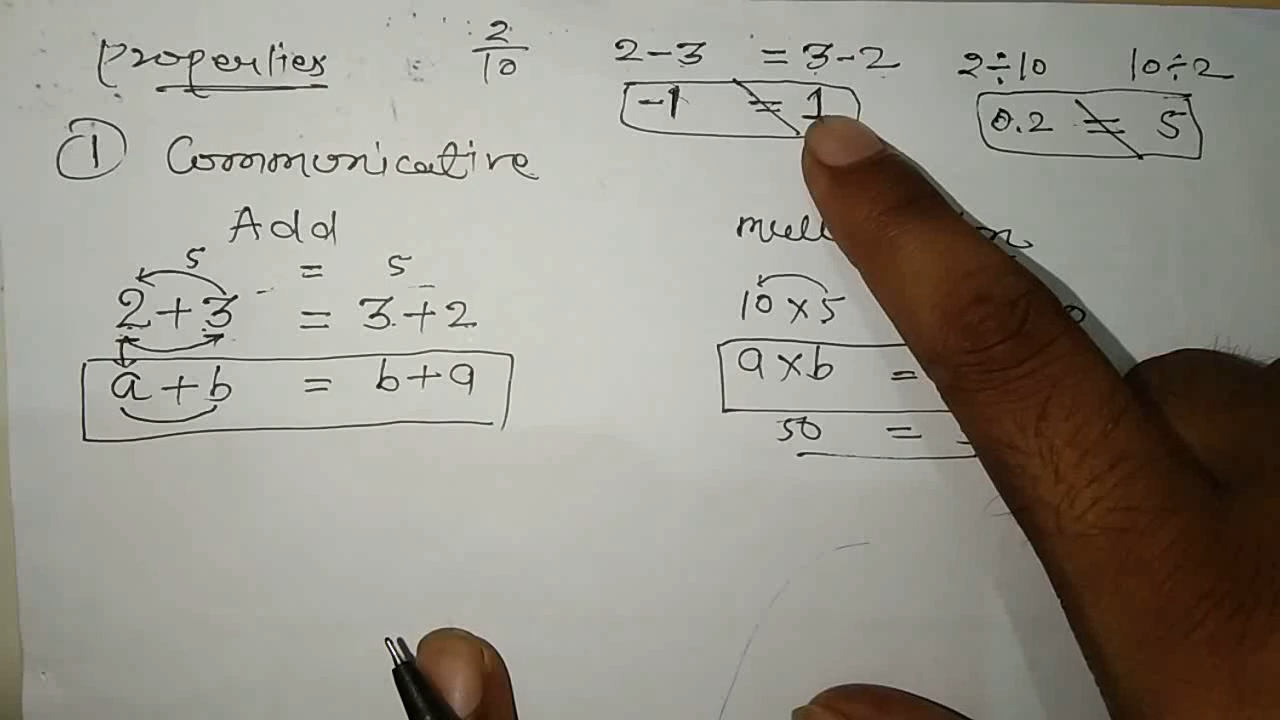 Properties
2/10
2-3 = 3-2
-1 ≠ 1
2÷10 10÷2
0.2 ≠ 5
① Communicative
Add
5 = 5
2+3 = 3+2
a+b = b+a
10×5
a×b =
50 =